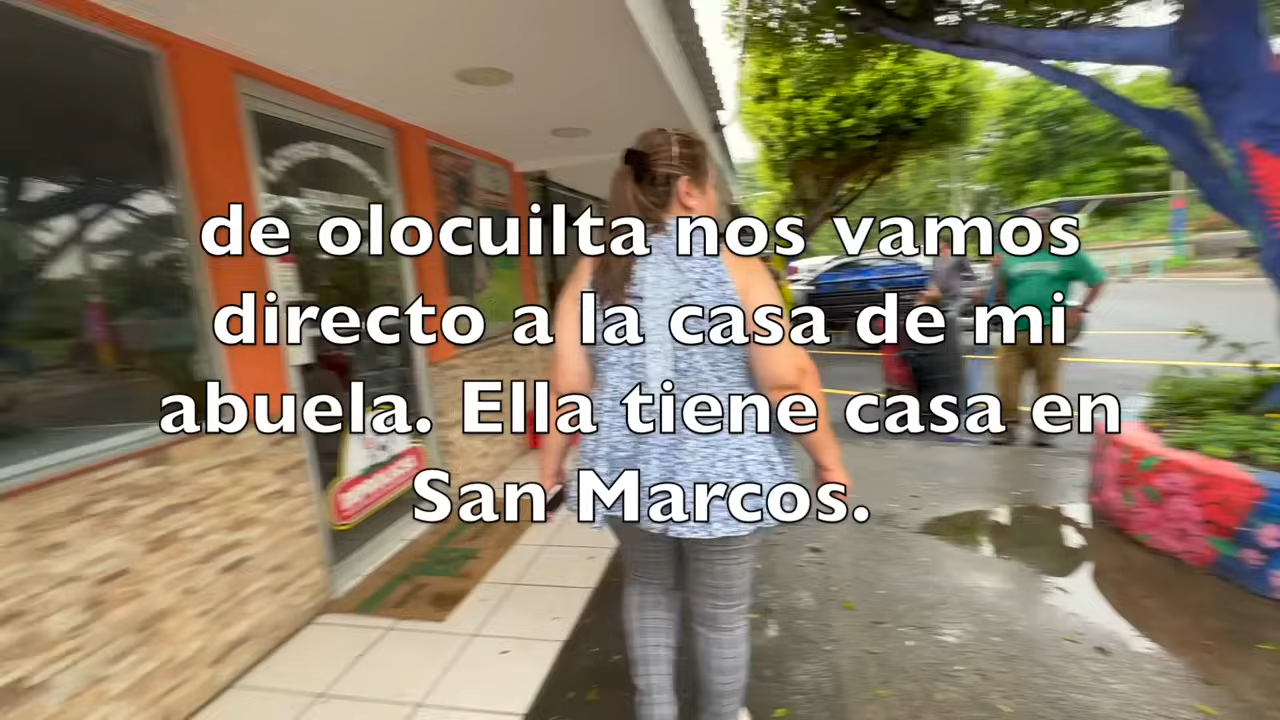 de olocuilta nos vamos
directo a la casa de mi
abuela. Ella tiene casa en
San Marcos.